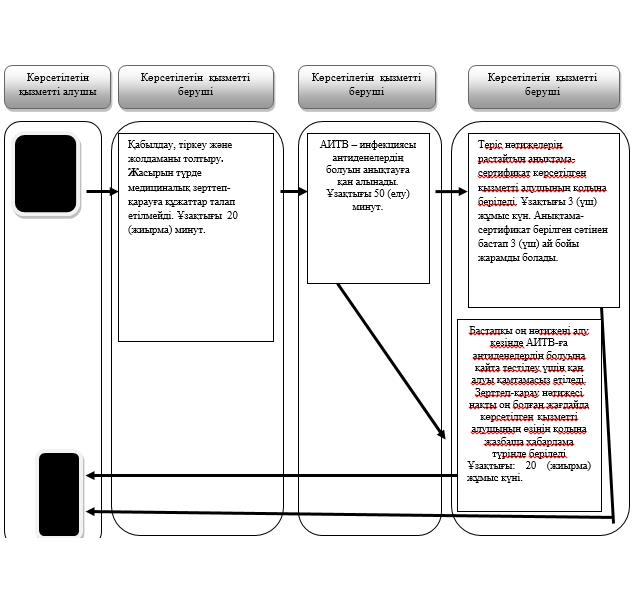 Көрсетілетін
қызметті алушы
Көрсетілетін қызметті
беруші
Көрсетілетін қызметті
беруші
Көрсетілетін қызметті
беруші
Қабылдау, тіркеу және
жолдаманы толтыру.
Жасырын түрде
медициналық зерттеп-
қарауға құжаттар талап
етілмейді. Ұзақтығы 20
(жиырма) минут.
АИТВ – инфекциясы
антиденелердің
болуын анықтауға
қан алынады.
Ұзақтығы 50 (елу)
минут.
Теріс нәтижелерін
растайтын анықтама-
сертификат көрсетілген
қызметті алушының қолына
беріледі. Ұзақтығы 3 (үш)
жұмыс күн. Анықтама-
сертификат берілген сәтінен
бастап 3 (үш) ай бойы
жарамды болады.
Бастапқы оң нәтижені алу
кезінде АИТВ-ға
антиденелердің болуына
қайта тестілеу үшін қан
алуы қамтамасыз етіледі.
Зерттеп-қарау нәтижесі
нақты оң болған жағдайда
көрсетілген қызметті
алушының өзінің қолына
жазбаша хабарлама
түрінде беріледі.
Ұзақтығы: 20 (жиырма)
жұмыс күні.